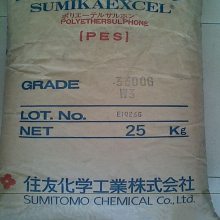 SUMIKAEXCEL®
ポリエーテルサルホン
POLYETHERSULPHONE
[PES]
GRADE 3600G
LOT. No.
NET 25 Kg
住友化学工業株式会社
SUMITOMO CHEMICAL Co., Ltd.